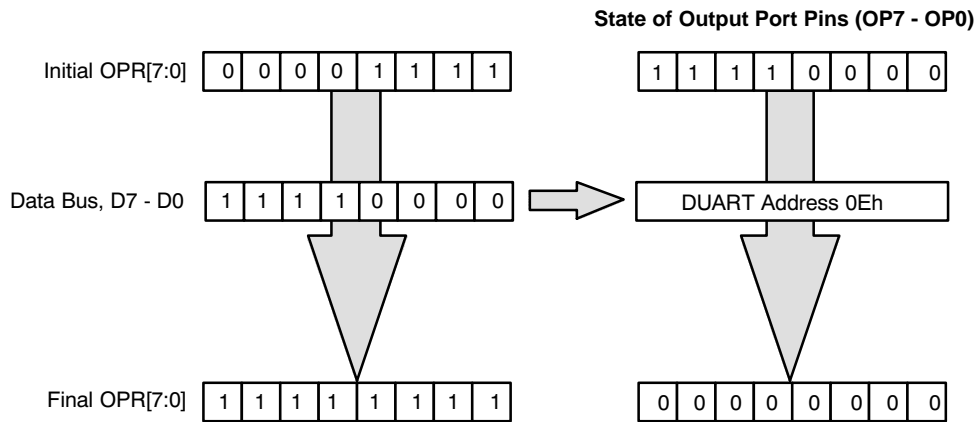 State of Output Port Pins (OP7 - OP0)
Initial OPR[7:0] 0 0 0 0 1 1 1 1 1 1 1 1 0 0 0 0
Data Bus, D7 - D0 1 1 1 1 0 0 0 0 DUART Address 0Eh
Final OPR[7:0] 1 1 1 1 1 1 1 1 0 0 0 0 0 0 0 0